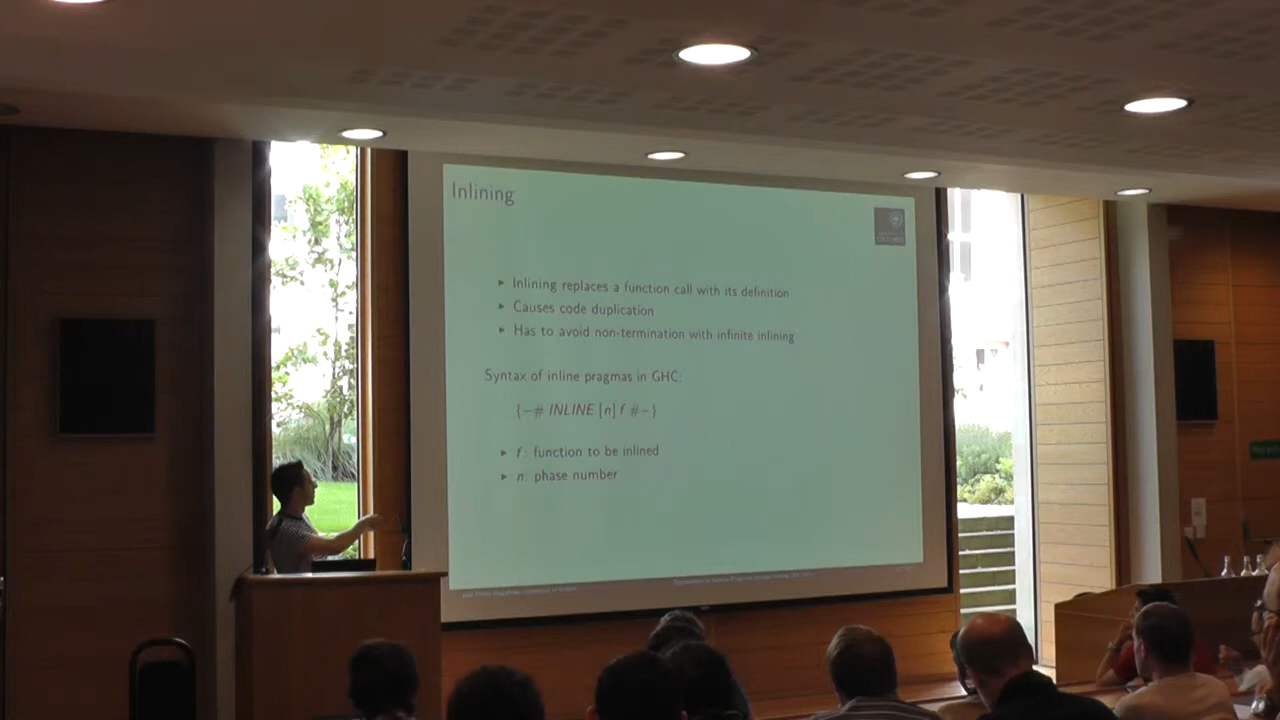 Inlining
▸ Inlining replaces a function call with its definition
▸ Causes code duplication
▸ Has to avoid non-termination with infinite inlining
Syntax of inline pragmas in GHC:
{-# INLINE [n] f #-}
▸ f: function to be inlined
▸ n: phase number